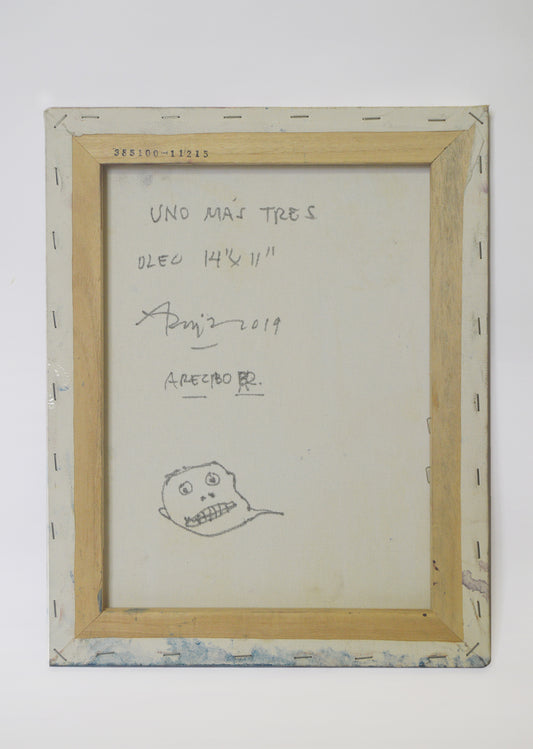 385100-11215
UNO MÁS TRES
OLEO 14"X 11"
2019
ARECIBO PR.